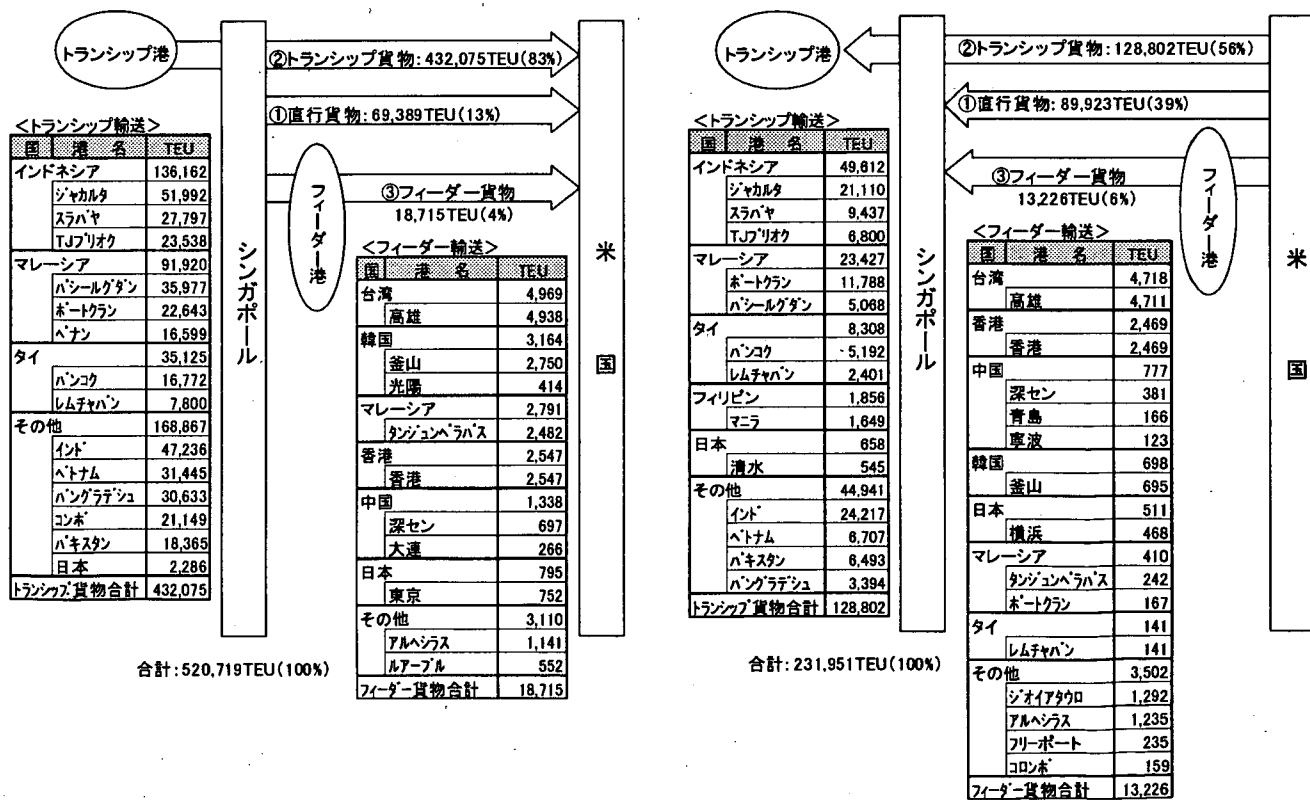 トランシップ港
②トランシップ貨物:432,075TEU(83%)
①直行貨物:69,389TEU(13%)
③フィーダー貨物
18,715TEU(4%)
フィーダー港
シンガポール
米国
<トランシップ輸送>
国 港 名 TEU
インドネシア 136,162
ジャカルタ 51,992
スラバヤ 27,797
TJプリオク 23,538
マレーシア 91,920
パシールグダン 35,977
ポートクラン 22,643
ペナン 16,599
タイ 35,125
バンコク 16,772
レムチャバン 7,800
その他 168,867
インド 47,236
ベトナム 31,445
バングラデシュ 30,633
コンボ 21,149
パキスタン 18,365
日本 2,286
トランシップ貨物合計 432,075
<フィーダー輸送>
国 港 名 TEU
台湾 4,969
高雄 4,938
韓国 3,164
釜山 2,750
光陽 414
マレーシア 2,791
タンジュンペラパス 2,482
香港 2,547
香港 2,547
中国 1,338
深セン 697
大連 266
日本 795
東京 752
その他 3,110
アルヘシラス 1,141
ルアーブル 552
フィーダー貨物合計 18,715
合計:520,719TEU(100%)
トランシップ港
②トランシップ貨物:128,802TEU(56%)
①直行貨物:89,923TEU(39%)
③フィーダー貨物
13,226TEU(6%)
フィーダー港
シンガポール
米国
<トランシップ輸送>
国 港 名 TEU
インドネシア 49,612
ジャカルタ 21,110
スラバヤ 9,437
TJプリオク 6,800
マレーシア 23,427
ポートクラン 11,788
パシールグダン 5,068
タイ 8,308
バンコク 5,192
レムチャバン 2,401
フィリピン 1,856
マニラ 1,649
日本 658
清水 545
その他 44,941
インド 24,217
ベトナム 6,707
パキスタン 6,493
バングラデシュ 3,394
トランシップ貨物合計 128,802
<フィーダー輸送>
国 港 名 TEU
台湾 4,718
高雄 4,711
香港 2,469
香港 2,469
中国 777
深セン 381
青島 166
寧波 123
韓国 698
釜山 695
日本 511
横浜 468
マレーシア 410
タンジュンペラパス 242
ポートクラン 167
タイ 141
レムチャバン 141
その他 3,502
ジオイアタウロ 1,292
アルヘシラス 1,235
フリーポート 235
コロンボ 159
フィーダー貨物合計 13,226
合計:231,951TEU(100%)